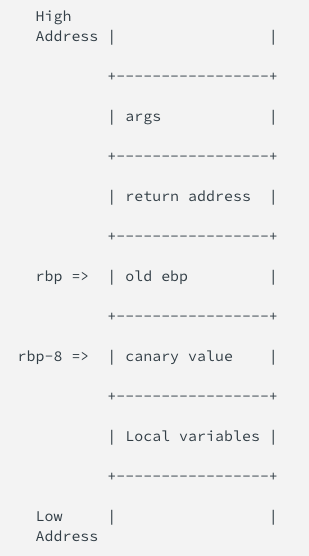 High
Address |                 |
+-----------------+
| args            |
+-----------------+
| return address  |
+-----------------+
rbp => | old ebp         |
+-----------------+
rbp-8 => | canary value    |
+-----------------+
| Local variables |
+-----------------+
Low     |                 |
Address